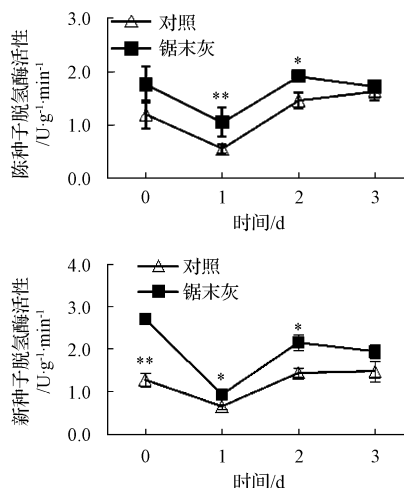 3.0
对照
锯末灰
2.0
**
*
1.0
0.0
0 1 2 3
时间/d
陈种子脱氢酶活性
/U·g⁻¹·min⁻¹
4.0
对照
锯末灰
3.0
2.0
*
**
*
1.0
0.0
0 1 2 3
时间/d
新种子脱氢酶活性
/U·g⁻¹·min⁻¹